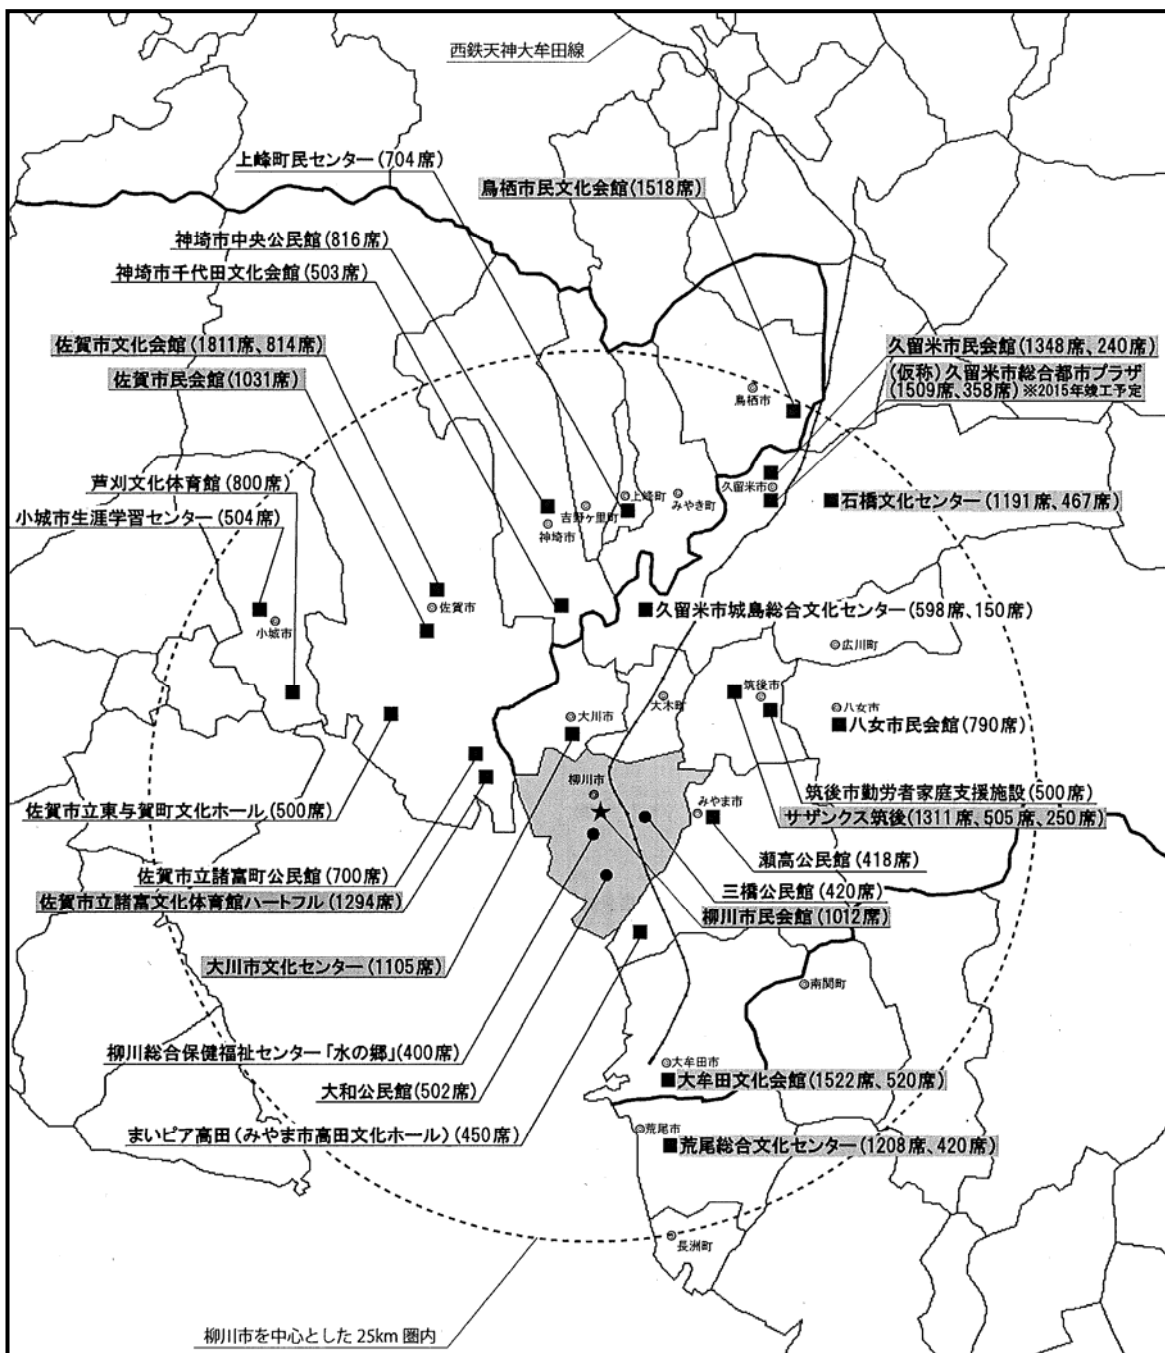 西鉄天神大牟田線
上峰町民センター(704席)
鳥栖市民文化会館(1518席)
神埼市中央公民館(816席)
神埼市千代田文化会館(503席)
佐賀市文化会館(1811席、814席)
佐賀市民会館(1031席)
久留米市民会館(1348席、240席)
(仮称)久留米市総合都市プラザ
(1509席、358席)※2015年竣工予定
鳥栖市
芦刈文化体育館(800席)
小城市生涯学習センター(504席)
久留米市
上峰町
みやき町
吉野ヶ里町
神埼市
石橋文化センター(1191席、467席)
佐賀市
小城市
久留米市城島総合文化センター(598席、150席)
広川町
筑後市
大木町
大川市
八女市
八女市民会館(790席)
柳川市
みやま市
筑後市勤労者家庭支援施設(500席)
サザンクス筑後(1311席、505席、250席)
佐賀市立東与賀町文化ホール(500席)
瀬高公民館(418席)
佐賀市立諸富町公民館(700席)
三橋公民館(420席)
佐賀市立諸富文化体育館ハートフル(1294席)
柳川市民会館(1012席)
大川市文化センター(1105席)
南関町
柳川総合保健福祉センター「水の郷」(400席)
大牟田市
大牟田文化会館(1522席、520席)
大和公民館(502席)
まいピア高田(みやま市高田文化ホール)(450席)
荒尾市
荒尾総合文化センター(1208席、420席)
長洲町
柳川市を中心とした25km圏内